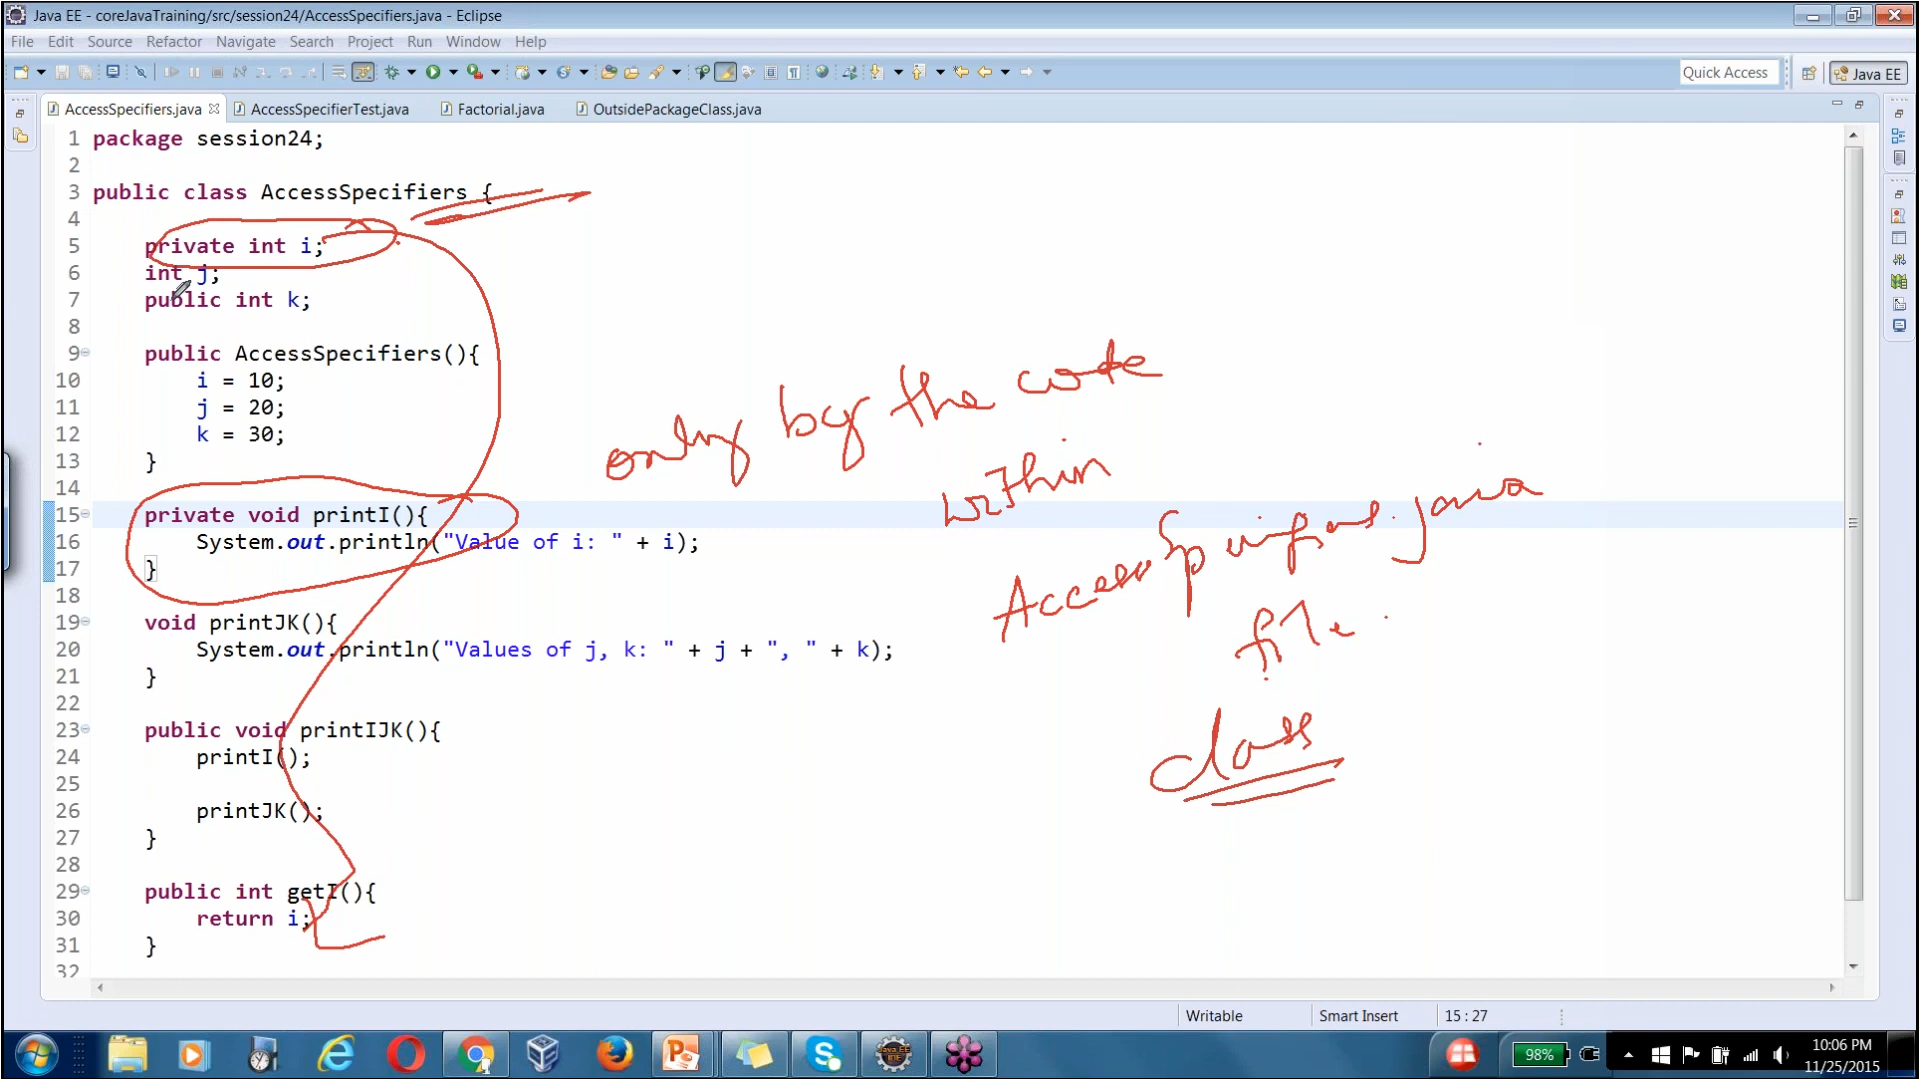 Java EE - coreJavaTraining/src/session24/AccessSpecifiers.java - Eclipse
File Edit Source Refactor Navigate Search Project Run Window Help
Quick Access Java EE
AccessSpecifiers.java AccessSpecifierTest.java Factorial.java OutsidePackageClass.java
1 package session24;
2
3 public class AccessSpecifiers {
4
5 private int i;
6 int j;
7 public int k;
8
9 public AccessSpecifiers(){
10 i = 10;
11 j = 20;
12 k = 30;
13 }
14
15 private void printI(){
16 System.out.println("Value of i: " + i);
17 }
18
19 void printJK(){
20 System.out.println("Values of j, k: " + j + ", " + k);
21 }
22
23 public void printIJK(){
24 printI();
25
26 printJK();
27 }
28
29 public int getI(){
30 return i;
31 }
32
only by the code
within
AccessSpecifiers.java
file.
class
Writable Smart Insert 15 : 27
98% 10:06 PM
11/25/2015